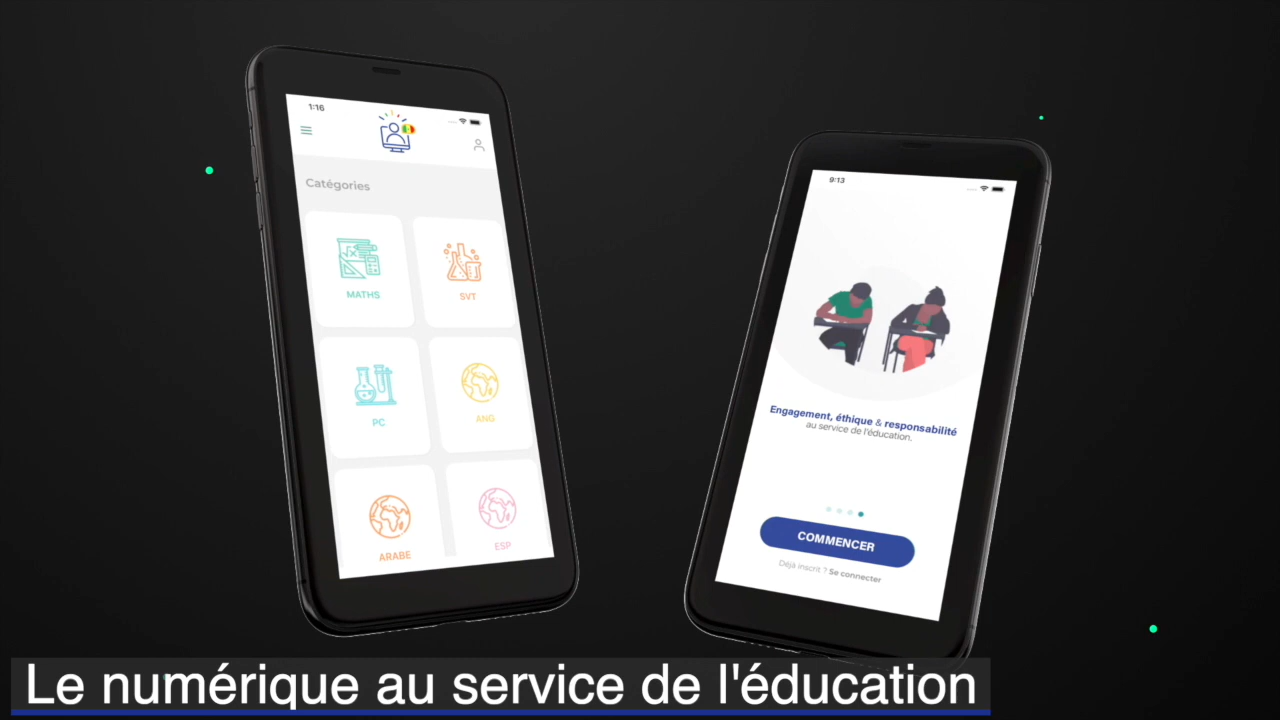 1:16
Catégories
MATHS
SVT
PC
ANG
ARABE
ESP
9:13
Engagement, éthique & responsabilité
au service de l'éducation.
COMMENCER
Déjà inscrit ? Se connecter
Le numérique au service de l'éducation